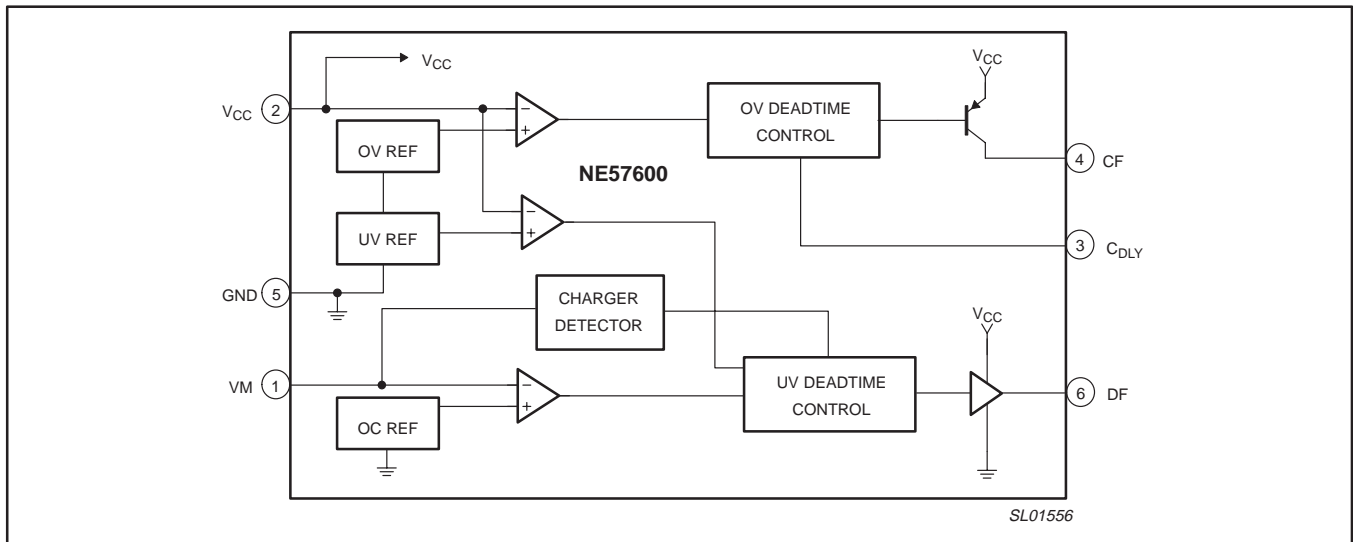 VCC
VCC 2
OV REF
UV REF
GND 5
VM 1
OC REF
−
+
−
+
−
+
NE57600
CHARGER
DETECTOR
OV DEADTIME
CONTROL
UV DEADTIME
CONTROL
VCC
4 CF
3 CDLY
VCC
6 DF
SL01556